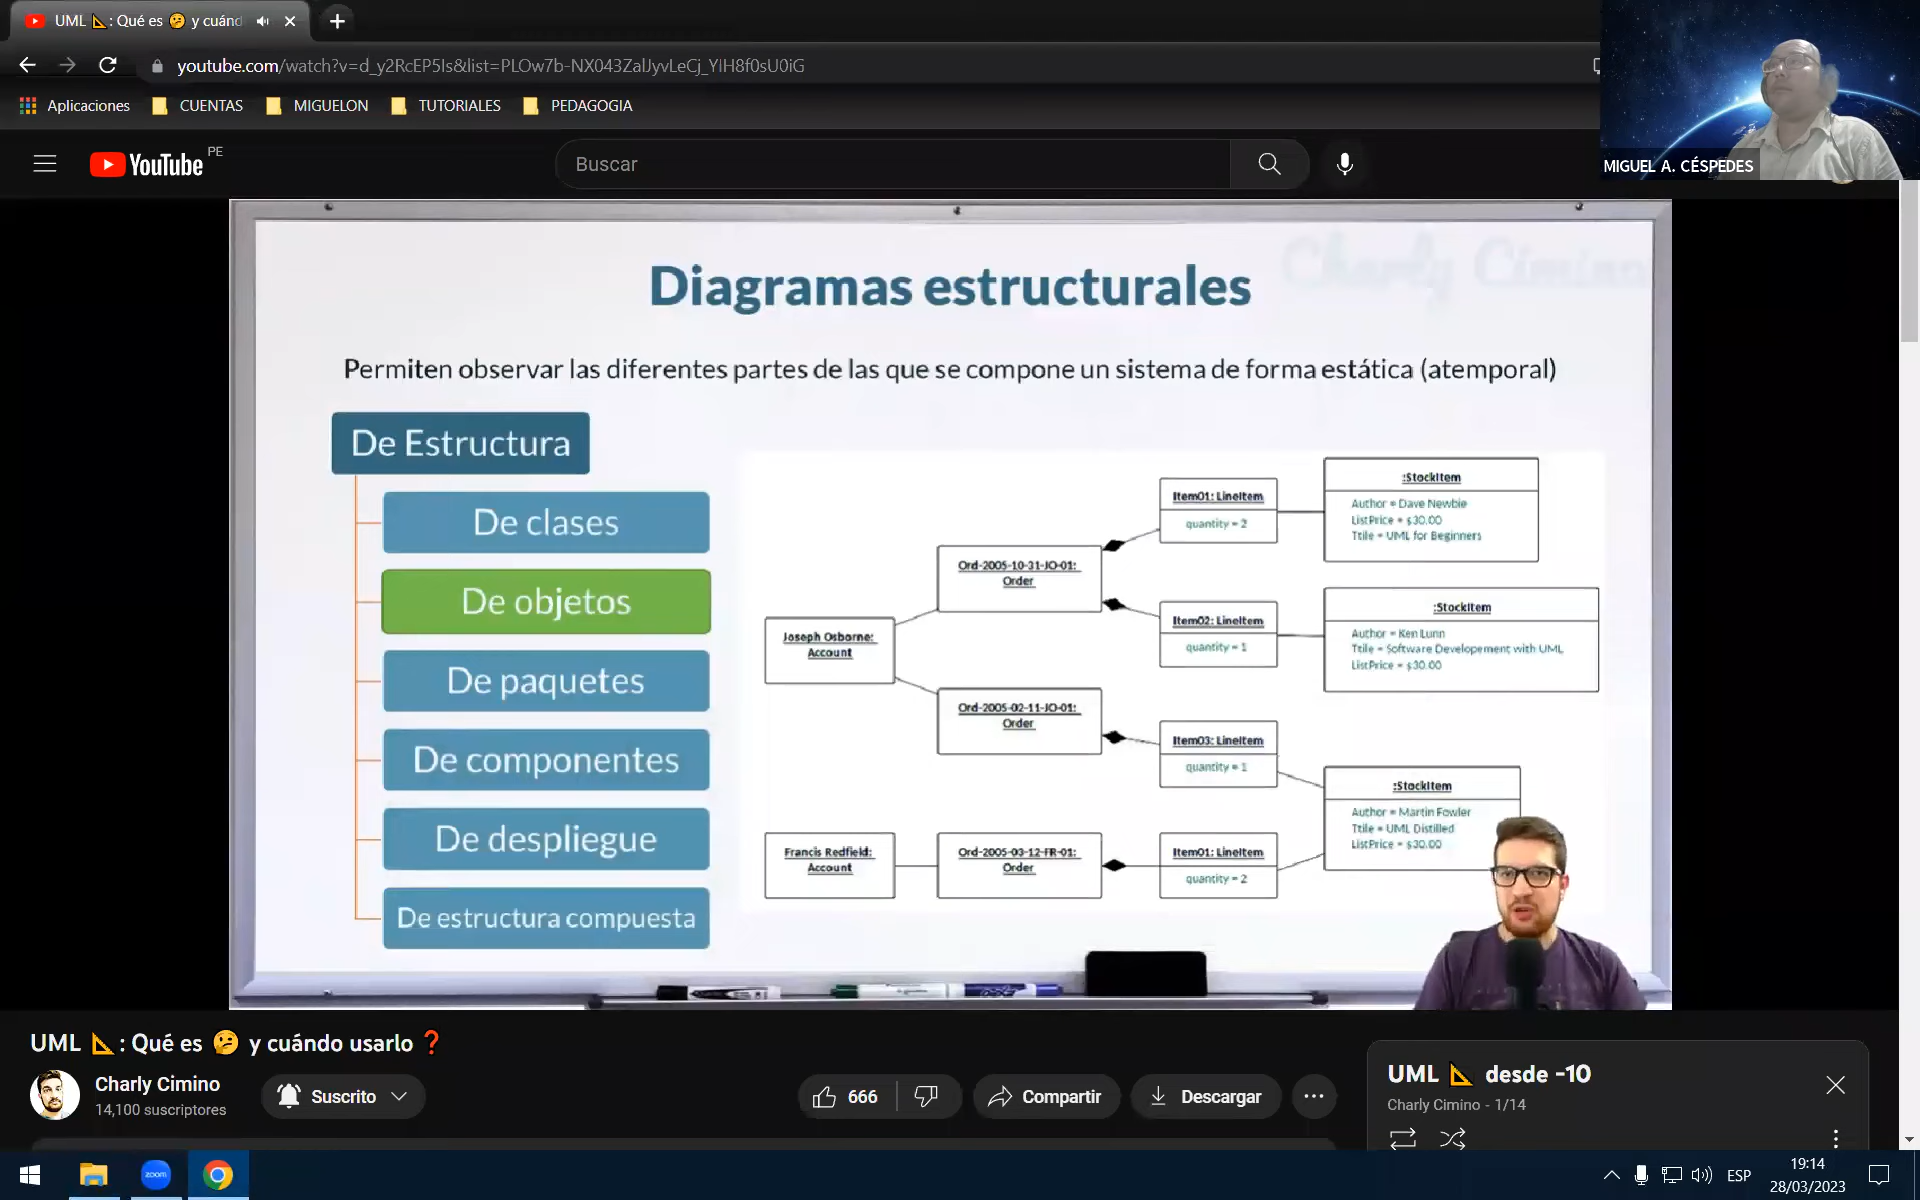 UML 📐: Qué es 🤔 y cuánd
youtube.com/watch?v=d_y2RcEP5Is&list=PLOw7b-NX043ZalJyvLeCj_YlH8f0sU0iG
Aplicaciones CUENTAS MIGUELON TUTORIALES PEDAGOGIA
MIGUEL A. CÉSPEDES
YouTube PE
Buscar
Charly Cimino
Diagramas estructurales
Permiten observar las diferentes partes de las que se compone un sistema de forma estática (atemporal)
De Estructura
De clases
De objetos
De paquetes
De componentes
De despliegue
De estructura compuesta
Joseph Osborne:
Account
Ord-2005-10-31-JO-01:
Order
Item01: LineItem
quantity = 2
:StockItem
Author = Dave Newbie
ListPrice = $30.00
Ttile = UML for Beginners
Item02: LineItem
quantity = 1
:StockItem
Author = Ken Lunn
Ttile = Software Developement with UML
ListPrice = $30.00
Ord-2005-02-11-JO-01:
Order
Item03: LineItem
quantity = 1
:StockItem
Author = Martin Fowler
Ttile = UML Distilled
ListPrice = $30.00
Francis Redfield:
Account
Ord-2005-03-12-FR-01:
Order
Item01: LineItem
quantity = 2
UML 📐: Qué es 🤔 y cuándo usarlo ❓
Charly Cimino
14,100 suscriptores
Suscrito
666
Compartir
Descargar
UML 📐 desde -10
Charly Cimino - 1/14
zoom
ESP
19:14
28/03/2023